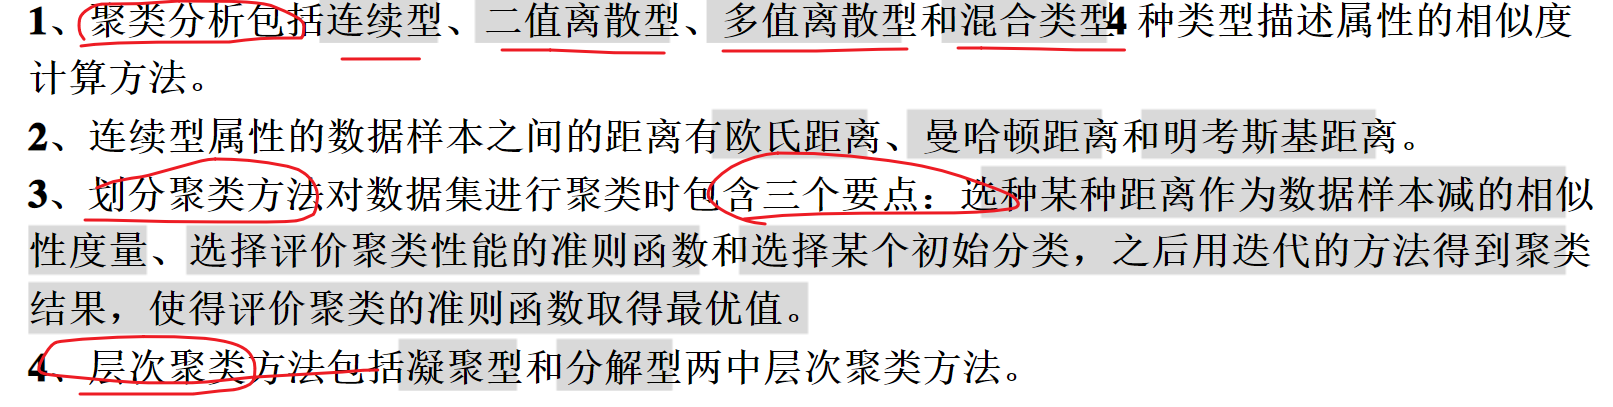 1、聚类分析包括连续型、二值离散型、多值离散型和混合类型4 种类型描述属性的相似度
计算方法。
2、连续型属性的数据样本之间的距离有欧氏距离、曼哈顿距离和明考斯基距离。
3、划分聚类方法对数据集进行聚类时包含三个要点：选种某种距离作为数据样本减的相似
性度量、选择评价聚类性能的准则函数和选择某个初始分类，之后用迭代的方法得到聚类
结果，使得评价聚类的准则函数取得最优值。
4、层次聚类方法包括凝聚型和分解型两中层次聚类方法。